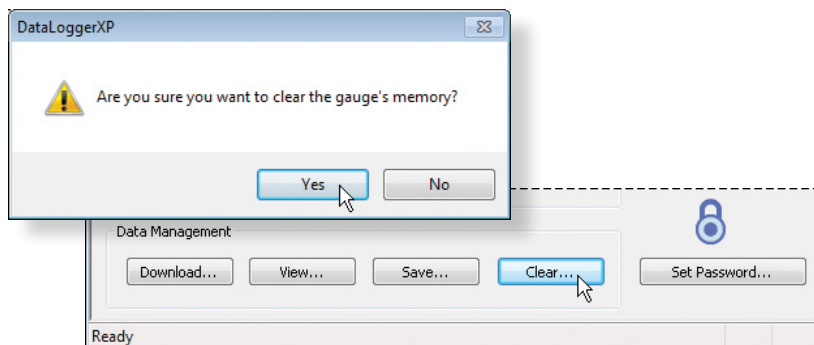 DataLoggerXP
Are you sure you want to clear the gauge's memory?
Yes No
Data Management
Download... View... Save... Clear... Set Password...
Ready